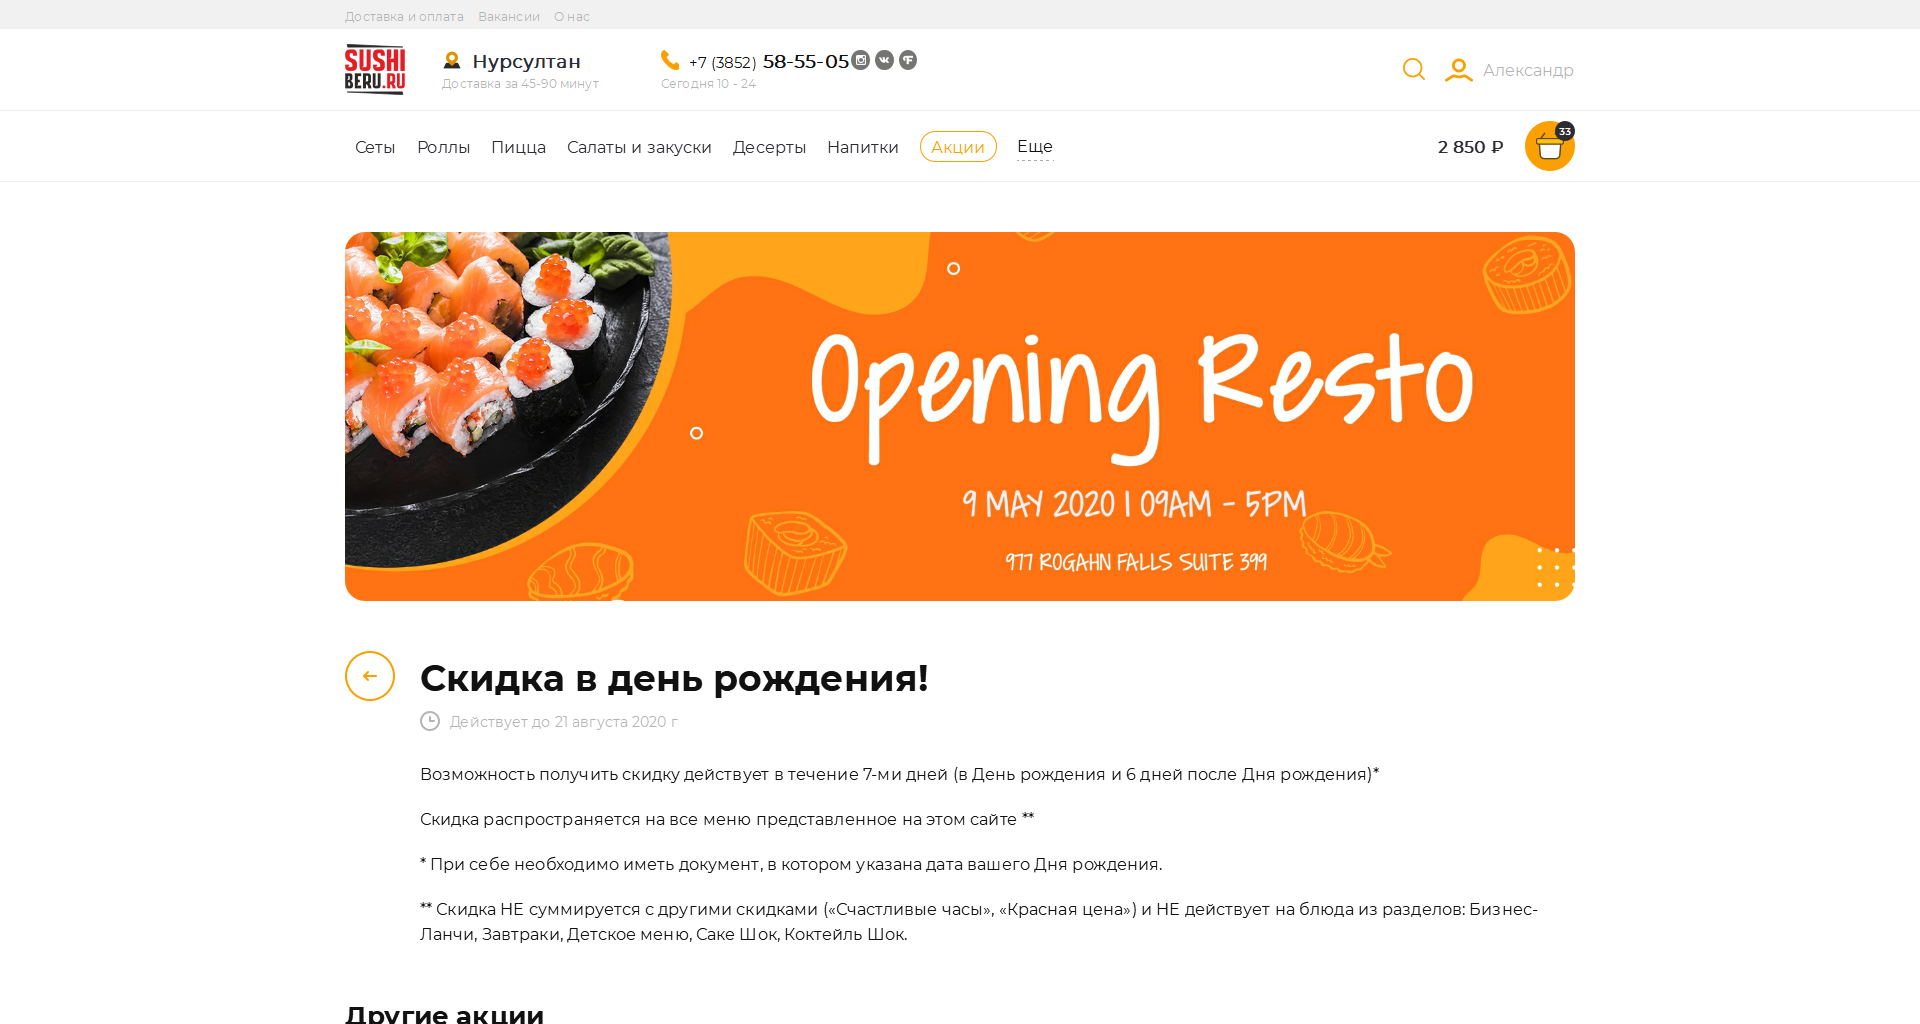 Доставка и оплата Вакансии О нас
SUSHI
BERU.RU
Нурсултан
Доставка за 45-90 минут
+7 (3852) 58-55-05
Сегодня 10 - 24
Александр
Сеты Роллы Пицца Салаты и закуски Десерты Напитки Акции Еще
2 850 ₽
33
Opening Resto
9 MAY 2020 | 09AM - 5PM
977 ROGAHN FALLS SUITE 399
Скидка в день рождения!
Действует до 21 августа 2020 г
Возможность получить скидку действует в течение 7-ми дней (в День рождения и 6 дней после Дня рождения)*
Скидка распространяется на все меню представленное на этом сайте **
* При себе необходимо иметь документ, в котором указана дата вашего Дня рождения.
** Скидка НЕ суммируется с другими скидками («Счастливые часы», «Красная цена») и НЕ действует на блюда из разделов: Бизнес-
Ланчи, Завтраки, Детское меню, Саке Шок, Коктейль Шок.
Другие акции